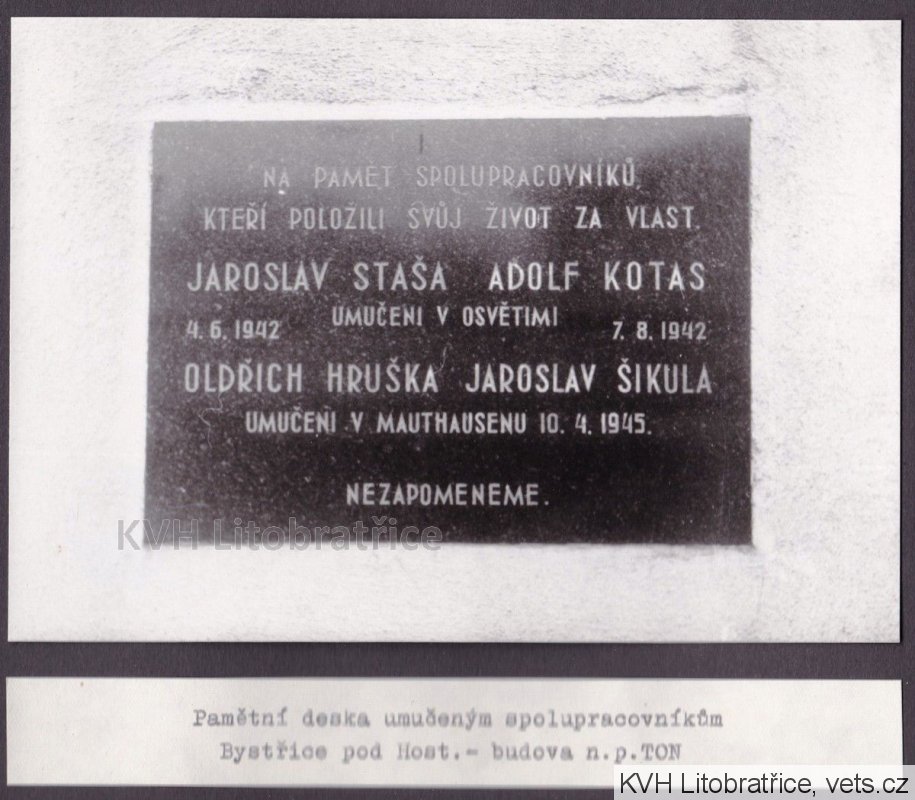 NA PAMĚT SPOLUPRACOVNÍKŮ,
KTEŘÍ POLOŽILI SVŮJ ŽIVOT ZA VLAST.
JAROSLAV STAŠA ADOLF KOTAS
4. 6. 1942 UMUČENI V OSVĚTIMI 7. 8. 1942
OLDŘICH HRUŠKA JAROSLAV ŠIKULA
UMUČENI V MAUTHAUSENU 10. 4. 1945.
NEZAPOMENEME.
KVH Litobratřice
Pamětní deska umučeným spolupracovníkům
Bystřice pod Host.- budova n.p.TON
KVH Litobratřice, vets.cz